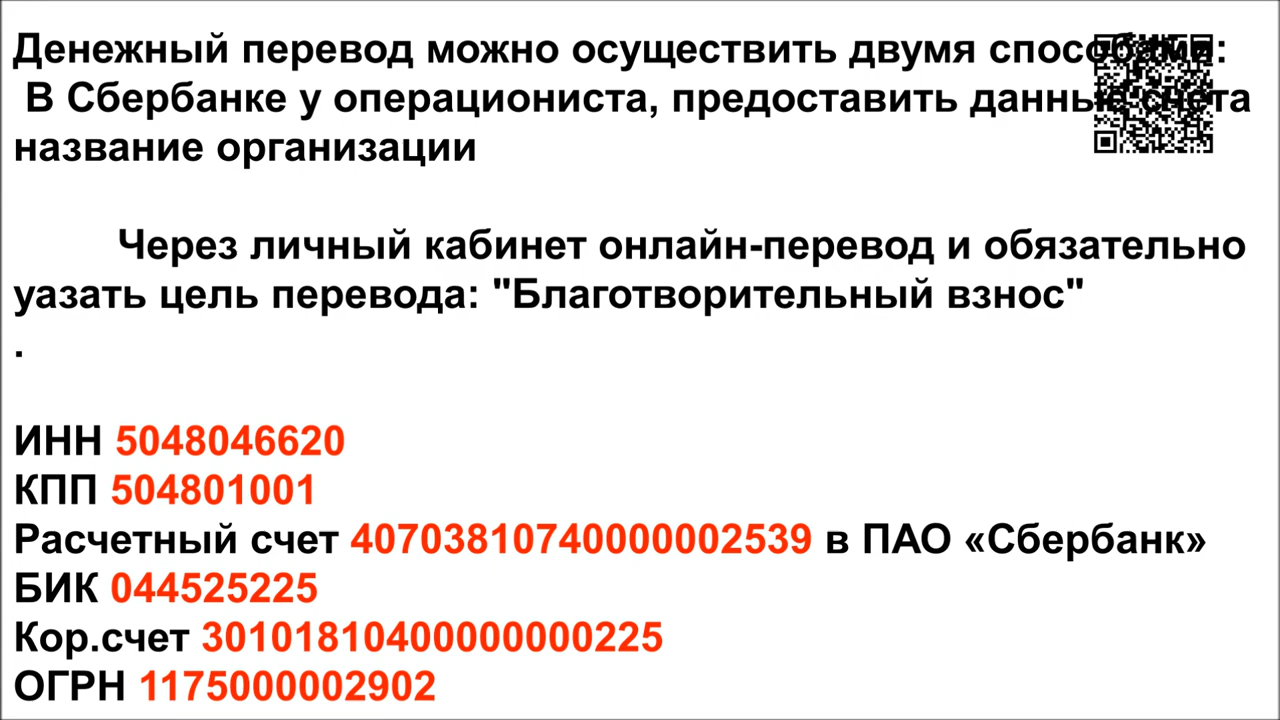 Денежный перевод можно осуществить двумя способами:
В Сбербанке у операциониста, предоставить данные счета
название организации
Через личный кабинет онлайн-перевод и обязательно
уазать цель перевода: "Благотворительный взнос"
.
ИНН 5048046620
КПП 504801001
Расчетный счет 40703810740000002539 в ПАО «Сбербанк»
БИК 044525225
Кор.счет 30101810400000000225
ОГРН 1175000002902